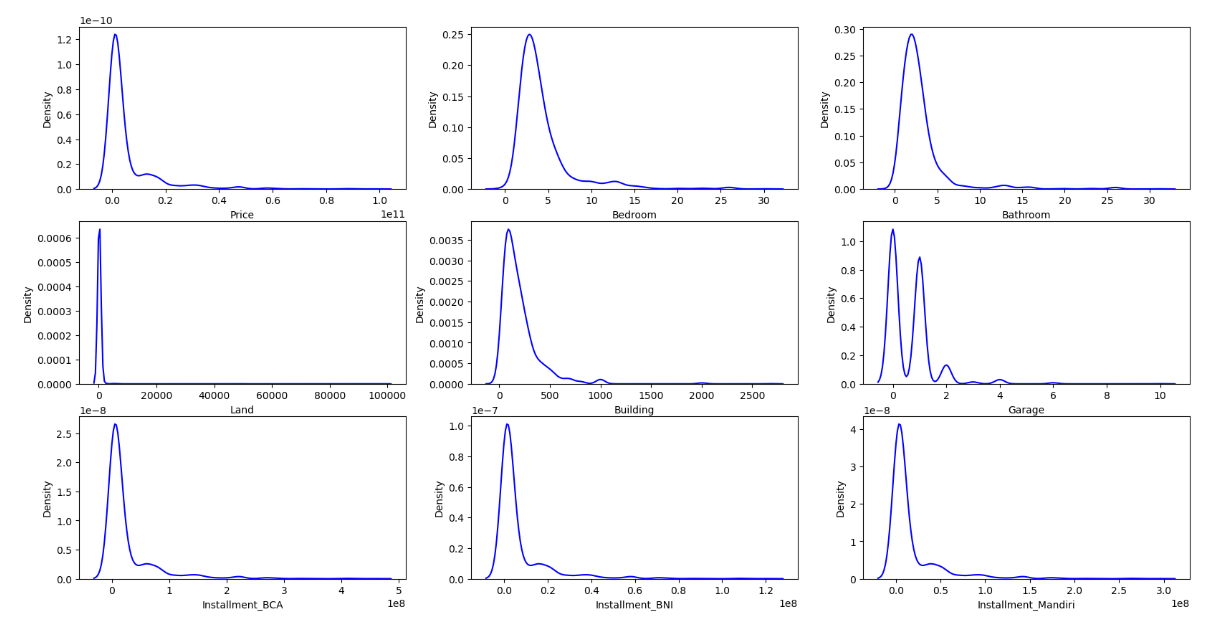 1e−10
Density
1.2
1.0
0.8
0.6
0.4
0.2
0.0
0.0 0.2 0.4 0.6 0.8 1.0
Price
1e11
Density
0.25
0.20
0.15
0.10
0.05
0.00
0 5 10 15 20 25 30
Bedroom
Density
0.30
0.25
0.20
0.15
0.10
0.05
0.00
0 5 10 15 20 25 30
Bathroom
Density
0.0006
0.0005
0.0004
0.0003
0.0002
0.0001
0.0000
0 20000 40000 60000 80000 100000
Land
Density
0.0035
0.0030
0.0025
0.0020
0.0015
0.0010
0.0005
0.0000
0 500 1000 1500 2000 2500
Building
Density
1.0
0.8
0.6
0.4
0.2
0.0
0 2 4 6 8 10
Garage
1e−8
Density
2.5
2.0
1.5
1.0
0.5
0.0
0 1 2 3 4 5
Installment_BCA
1e8
1e−7
Density
1.0
0.8
0.6
0.4
0.2
0.0
0.0 0.2 0.4 0.6 0.8 1.0 1.2
Installment_BNI
1e8
1e−8
Density
4
3
2
1
0
0.0 0.5 1.0 1.5 2.0 2.5 3.0
Installment_Mandiri
1e8